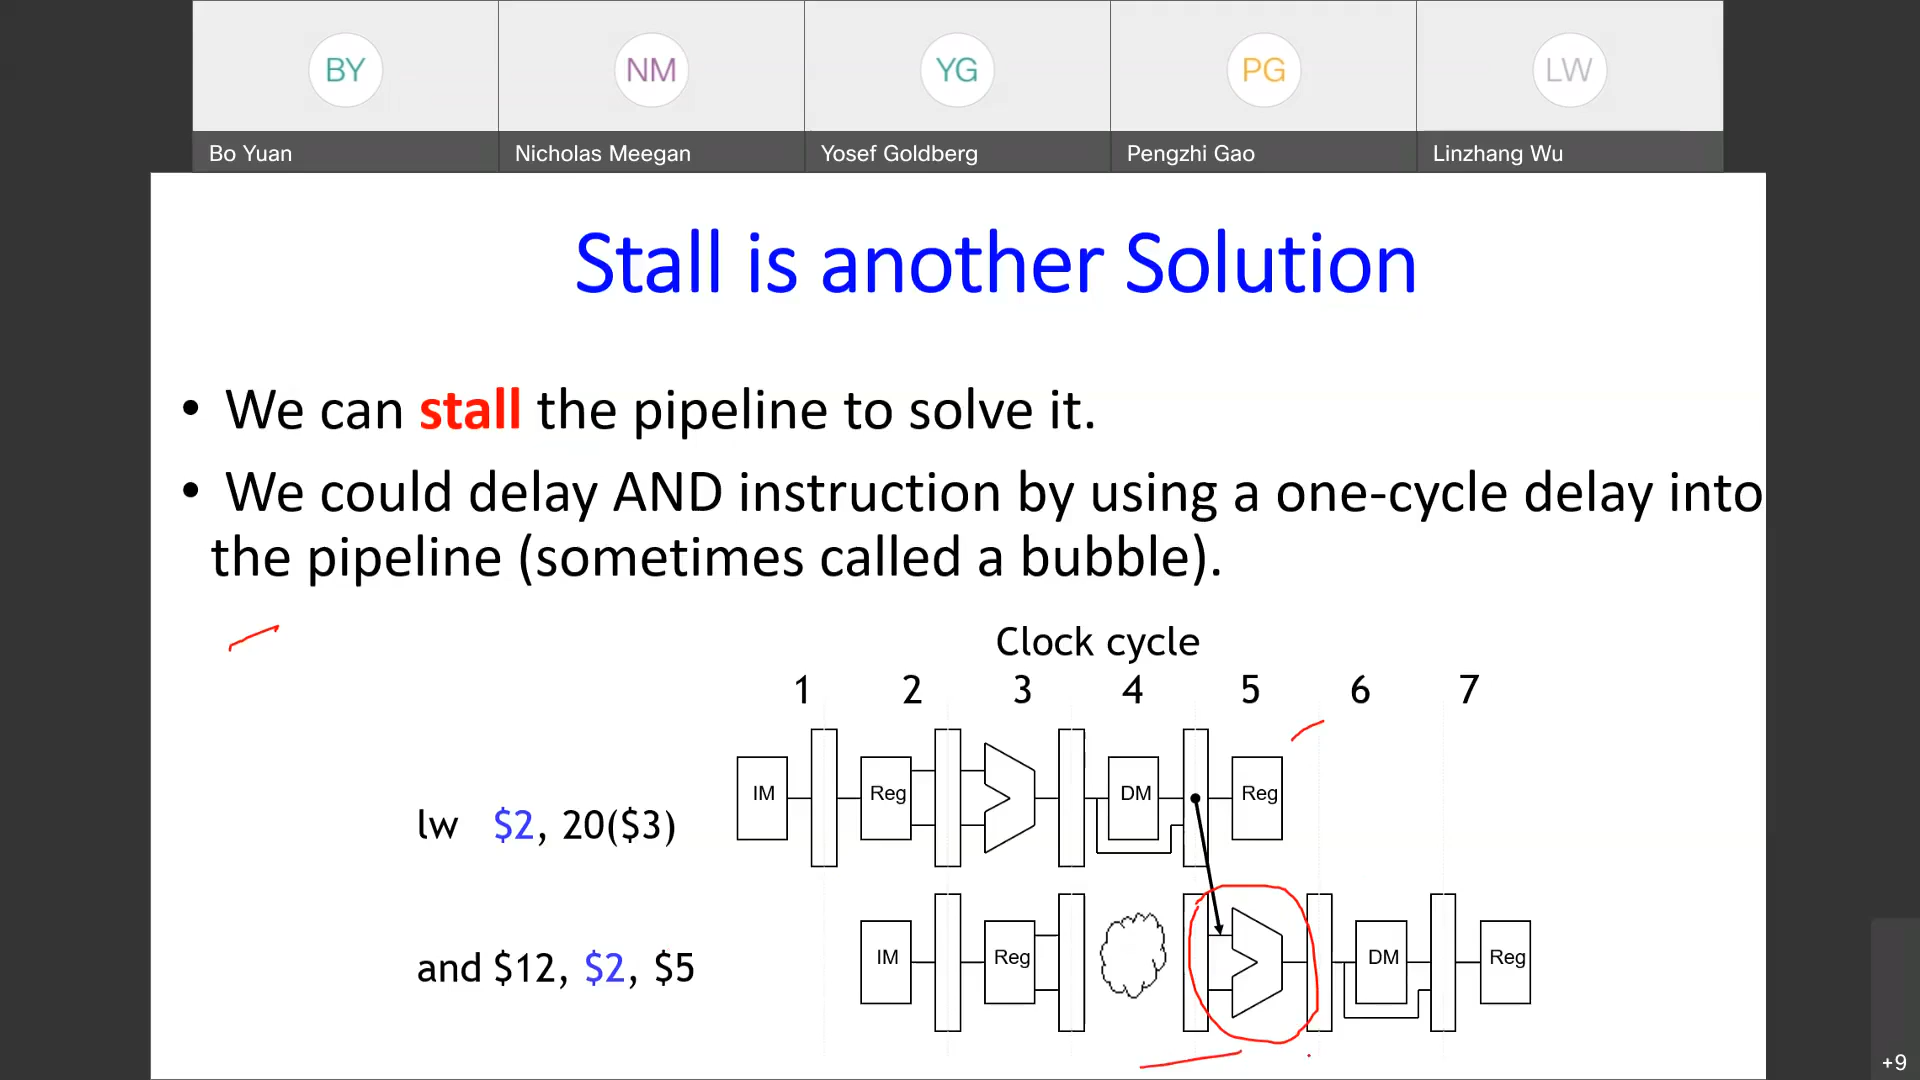 BY NM YG PG LW
Bo Yuan Nicholas Meegan Yosef Goldberg Pengzhi Gao Linzhang Wu
Stall is another Solution
• We can stall the pipeline to solve it.
• We could delay AND instruction by using a one-cycle delay into
the pipeline (sometimes called a bubble).
Clock cycle
1 2 3 4 5 6 7
IM Reg DM Reg
lw $2, 20($3)
IM Reg DM Reg
and $12, $2, $5
+9